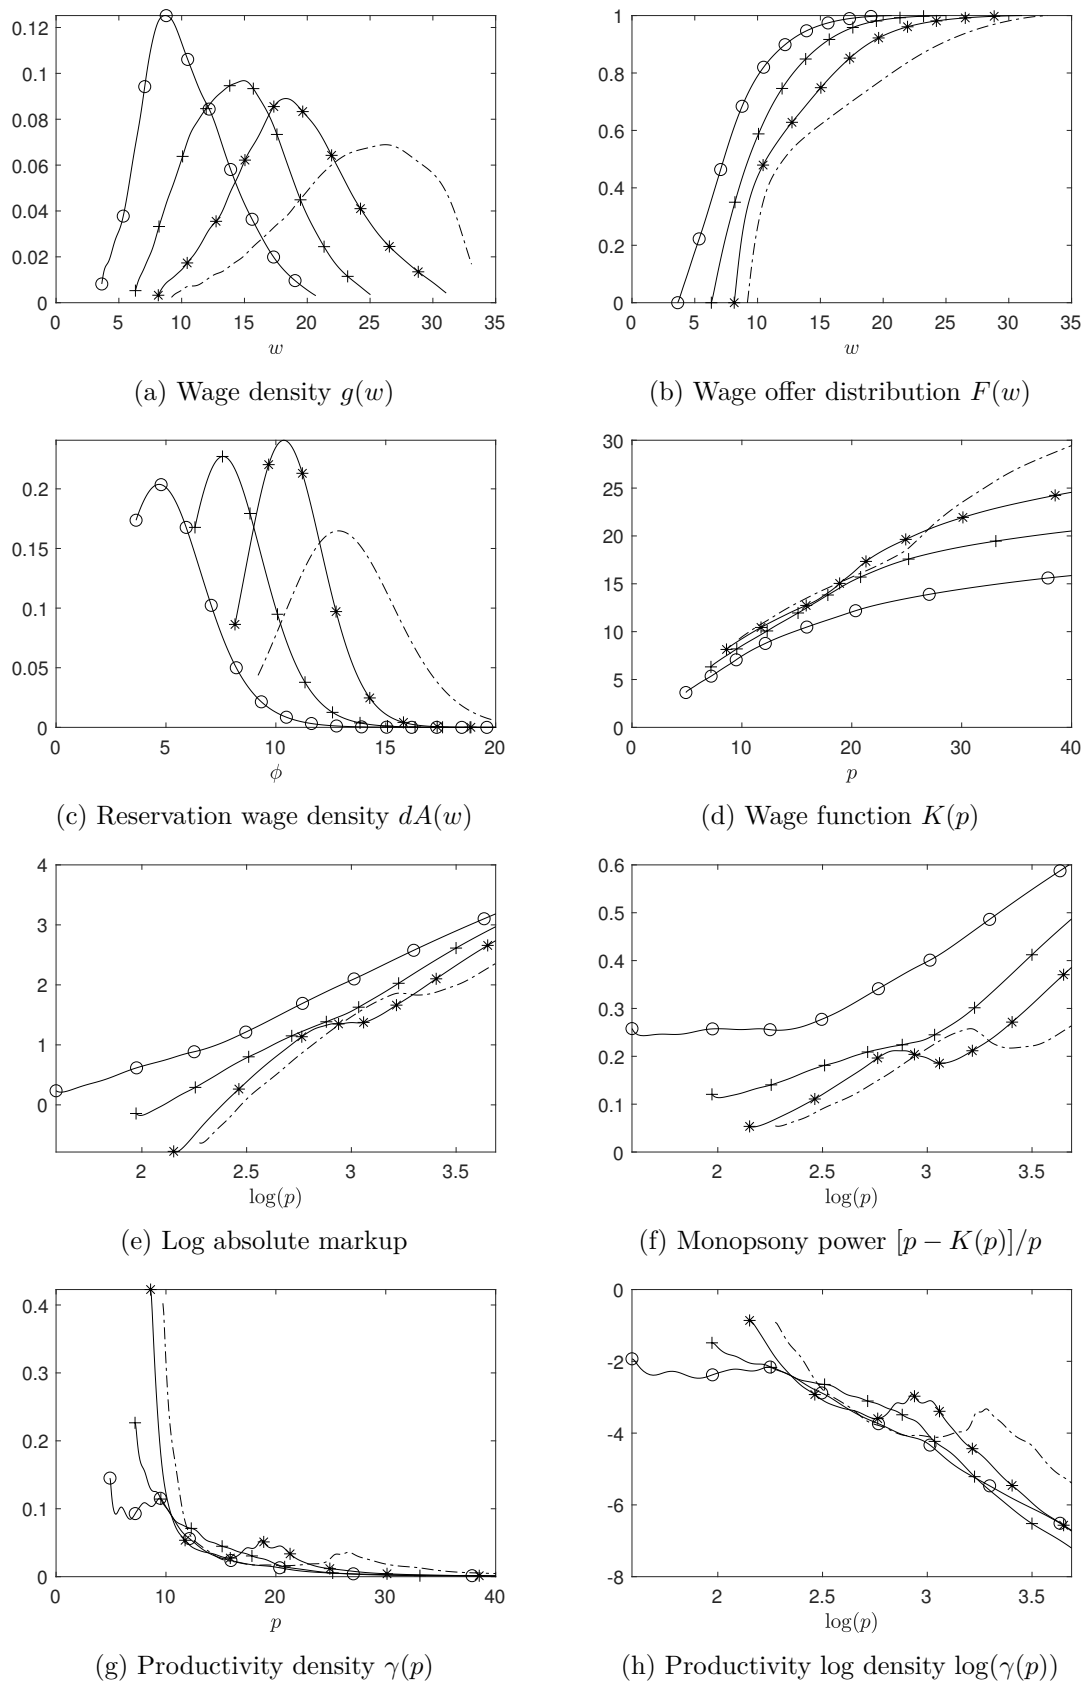 0.12
0.1
0.08
0.06
0.04
0.02
0
0 5 10 15 20 25 30 35
w
(a) Wage density g(w)
1
0.8
0.6
0.4
0.2
0
0 5 10 15 20 25 30 35
w
(b) Wage offer distribution F(w)
0.2
0.15
0.1
0.05
0
0 5 10 15 20
ϕ
(c) Reservation wage density dA(w)
30
25
20
15
10
5
0
0 10 20 30 40
p
(d) Wage function K(p)
4
3
2
1
0
2 2.5 3 3.5
log(p)
(e) Log absolute markup
0.6
0.5
0.4
0.3
0.2
0.1
0
2 2.5 3 3.5
log(p)
(f) Monopsony power [p − K(p)]/p
0.4
0.3
0.2
0.1
0
0 10 20 30 40
p
(g) Productivity density γ(p)
0
-2
-4
-6
-8
2 2.5 3 3.5
log(p)
(h) Productivity log density log(γ(p))